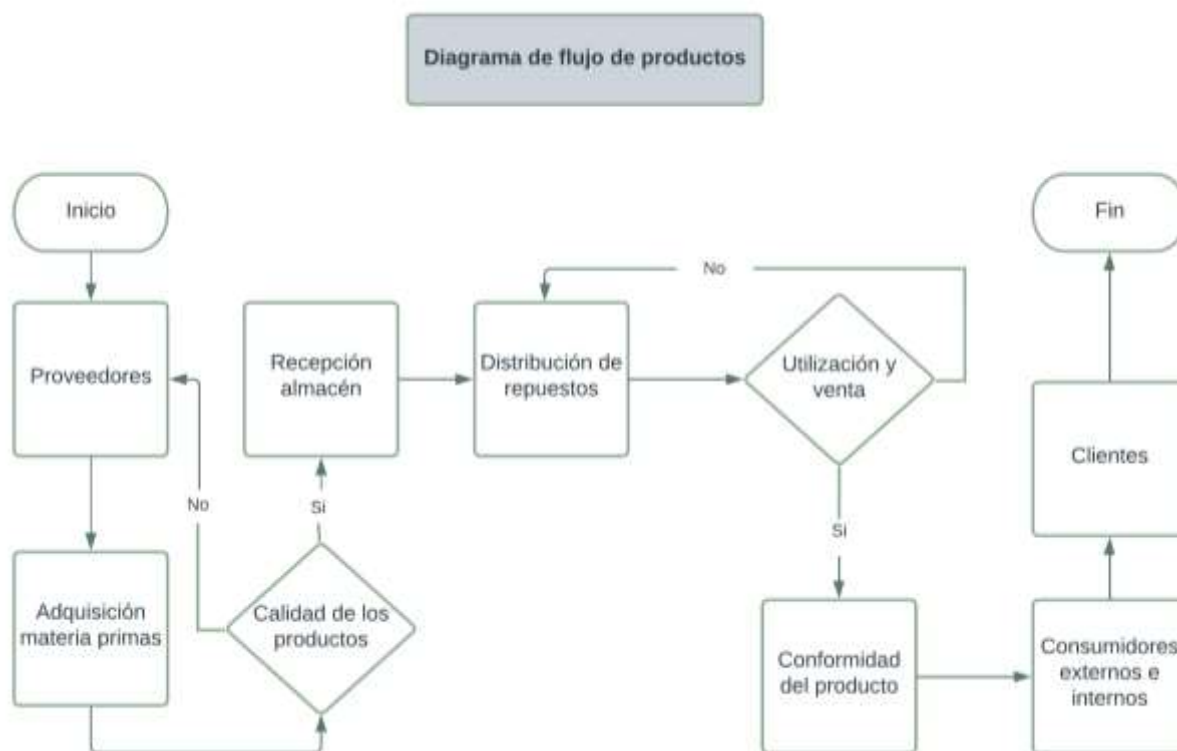 Diagrama de flujo de productos
Inicio
Fin
No
Proveedores
Recepción
almacén
Distribución de
repuestos
Utilización y
venta
Clientes
No
Si
Si
Adquisición
materia primas
Calidad de los
productos
Conformidad
del producto
Consumidores
externos e
internos